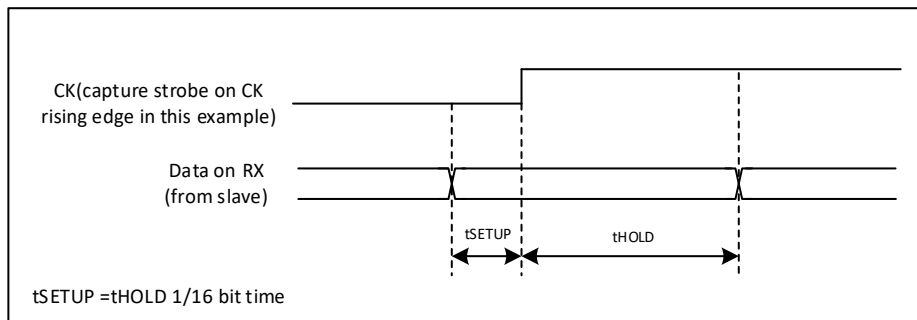 CK(capture strobe on CK
rising edge in this example)
Data on RX
(from slave)
tSETUP
tHOLD
tSETUP =tHOLD 1/16 bit time